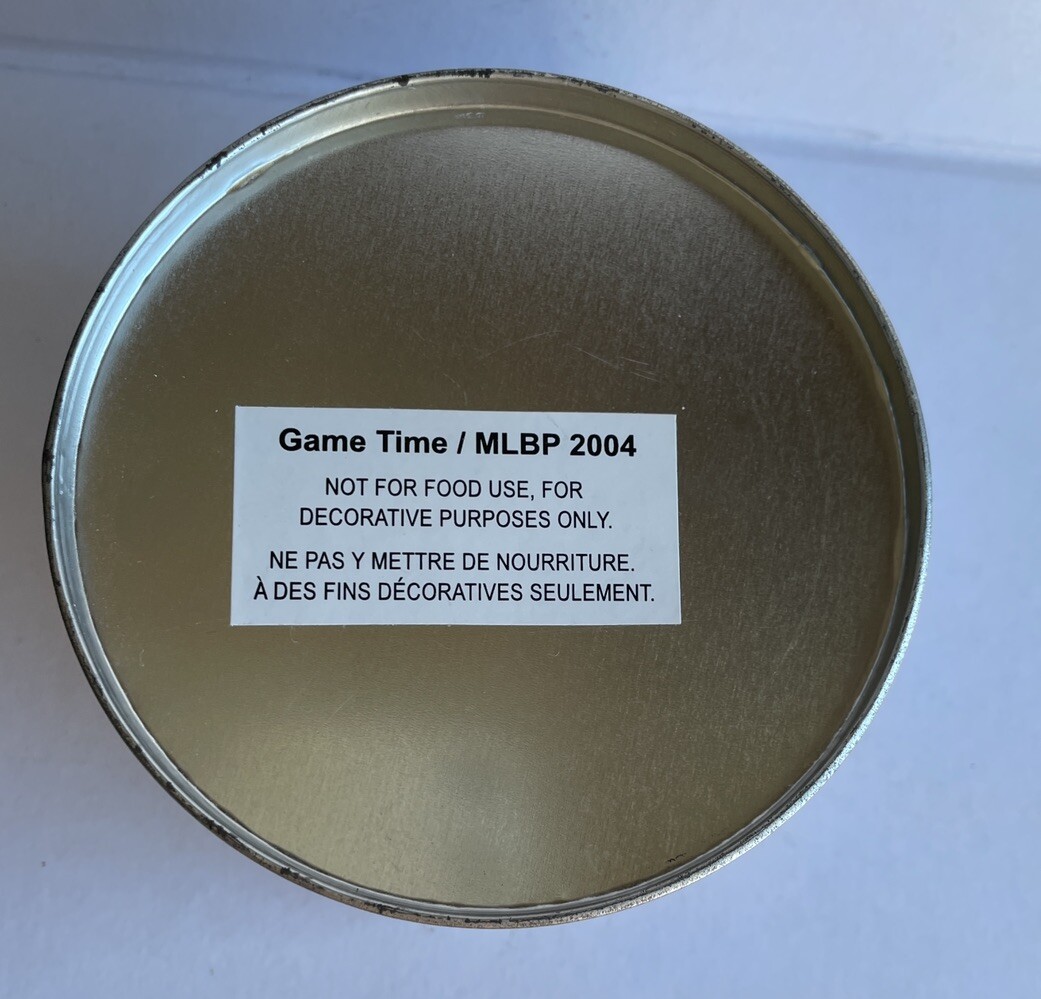 Game Time / MLBP 2004
NOT FOR FOOD USE, FOR
DECORATIVE PURPOSES ONLY.
NE PAS Y METTRE DE NOURRITURE.
À DES FINS DÉCORATIVES SEULEMENT.